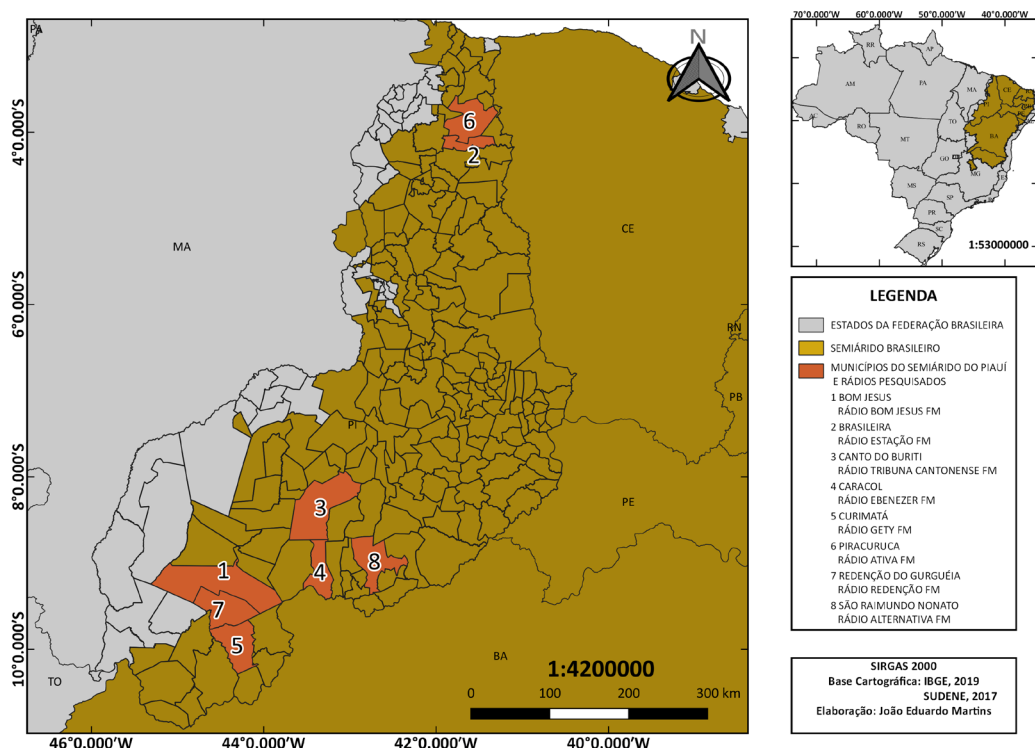 PA
MA
CE
RN
PB
PI
PE
BA
TO
N
6
2
3
4
8
1
7
5
4°0.000'S
6°0.000'S
8°0.000'S
10°0.000'S
46°0.000'W
44°0.000'W
42°0.000'W
40°0.000'W
1:4200000
0 100 200 300 km
70°0.000'W 60°0.000'W 50°0.000'W 40°0.000'W
RR
AP
AM
PA
MA
CE
PI
AC
RO
TO
BA
MT
GO
MG
ES
MS
SP
PR
SC
RS
1:53000000
LEGENDA
ESTADOS DA FEDERAÇÃO BRASILEIRA
SEMIÁRIDO BRASILEIRO
MUNICÍPIOS DO SEMIÁRIDO DO PIAUÍ
E RÁDIOS PESQUISADOS
1 BOM JESUS
RÁDIO BOM JESUS FM
2 BRASILEIRA
RÁDIO ESTAÇÃO FM
3 CANTO DO BURITI
RÁDIO TRIBUNA CANTONENSE FM
4 CARACOL
RÁDIO EBENEZER FM
5 CURIMATÁ
RÁDIO GETY FM
6 PIRACURUCA
RÁDIO ATIVA FM
7 REDENÇÃO DO GURGUÉIA
RÁDIO REDENÇÃO FM
8 SÃO RAIMUNDO NONATO
RÁDIO ALTERNATIVA FM
SIRGAS 2000
Base Cartográfica: IBGE, 2019
SUDENE, 2017
Elaboração: João Eduardo Martins